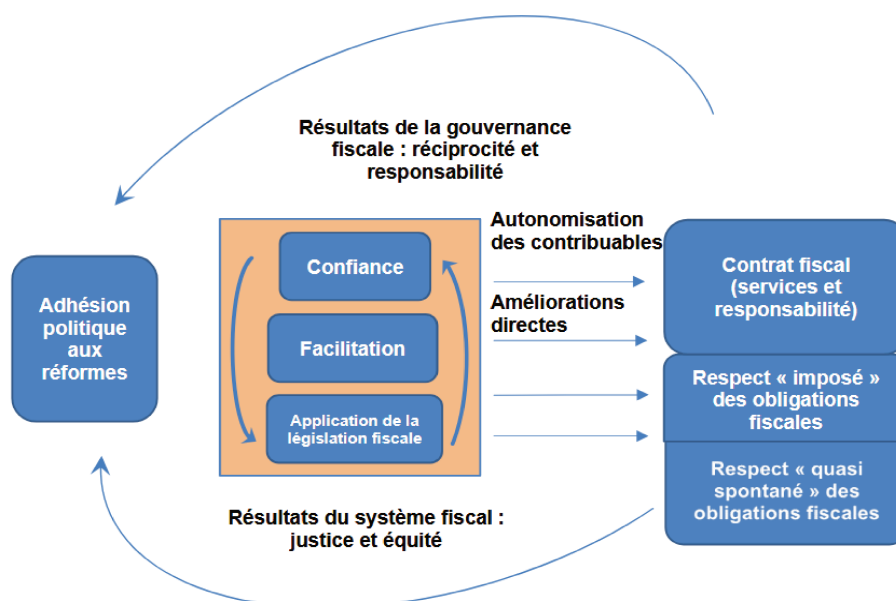 Résultats de la gouvernance
fiscale : réciprocité et
responsabilité
Autonomisation
des contribuables
Confiance
Contrat fiscal
(services et
responsabilité)
Adhésion
politique
aux
réformes
Améliorations
directes
Facilitation
Respect « imposé »
des obligations
fiscales
Application de la
législation fiscale
Respect « quasi
spontané » des
obligations fiscales
Résultats du système fiscal :
justice et équité